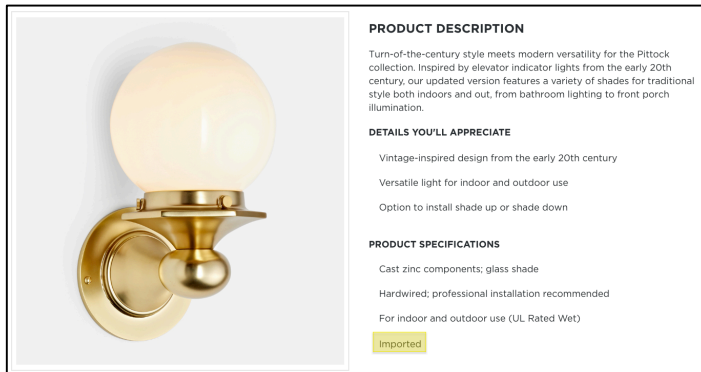 PRODUCT DESCRIPTION
Turn-of-the-century style meets modern versatility for the Pittock
collection. Inspired by elevator indicator lights from the early 20th
century, our updated version features a variety of shades for traditional
style both indoors and out, from bathroom lighting to front porch
illumination.
DETAILS YOU'LL APPRECIATE
Vintage-inspired design from the early 20th century
Versatile light for indoor and outdoor use
Option to install shade up or shade down
PRODUCT SPECIFICATIONS
Cast zinc components; glass shade
Hardwired; professional installation recommended
For indoor and outdoor use (UL Rated Wet)
Imported